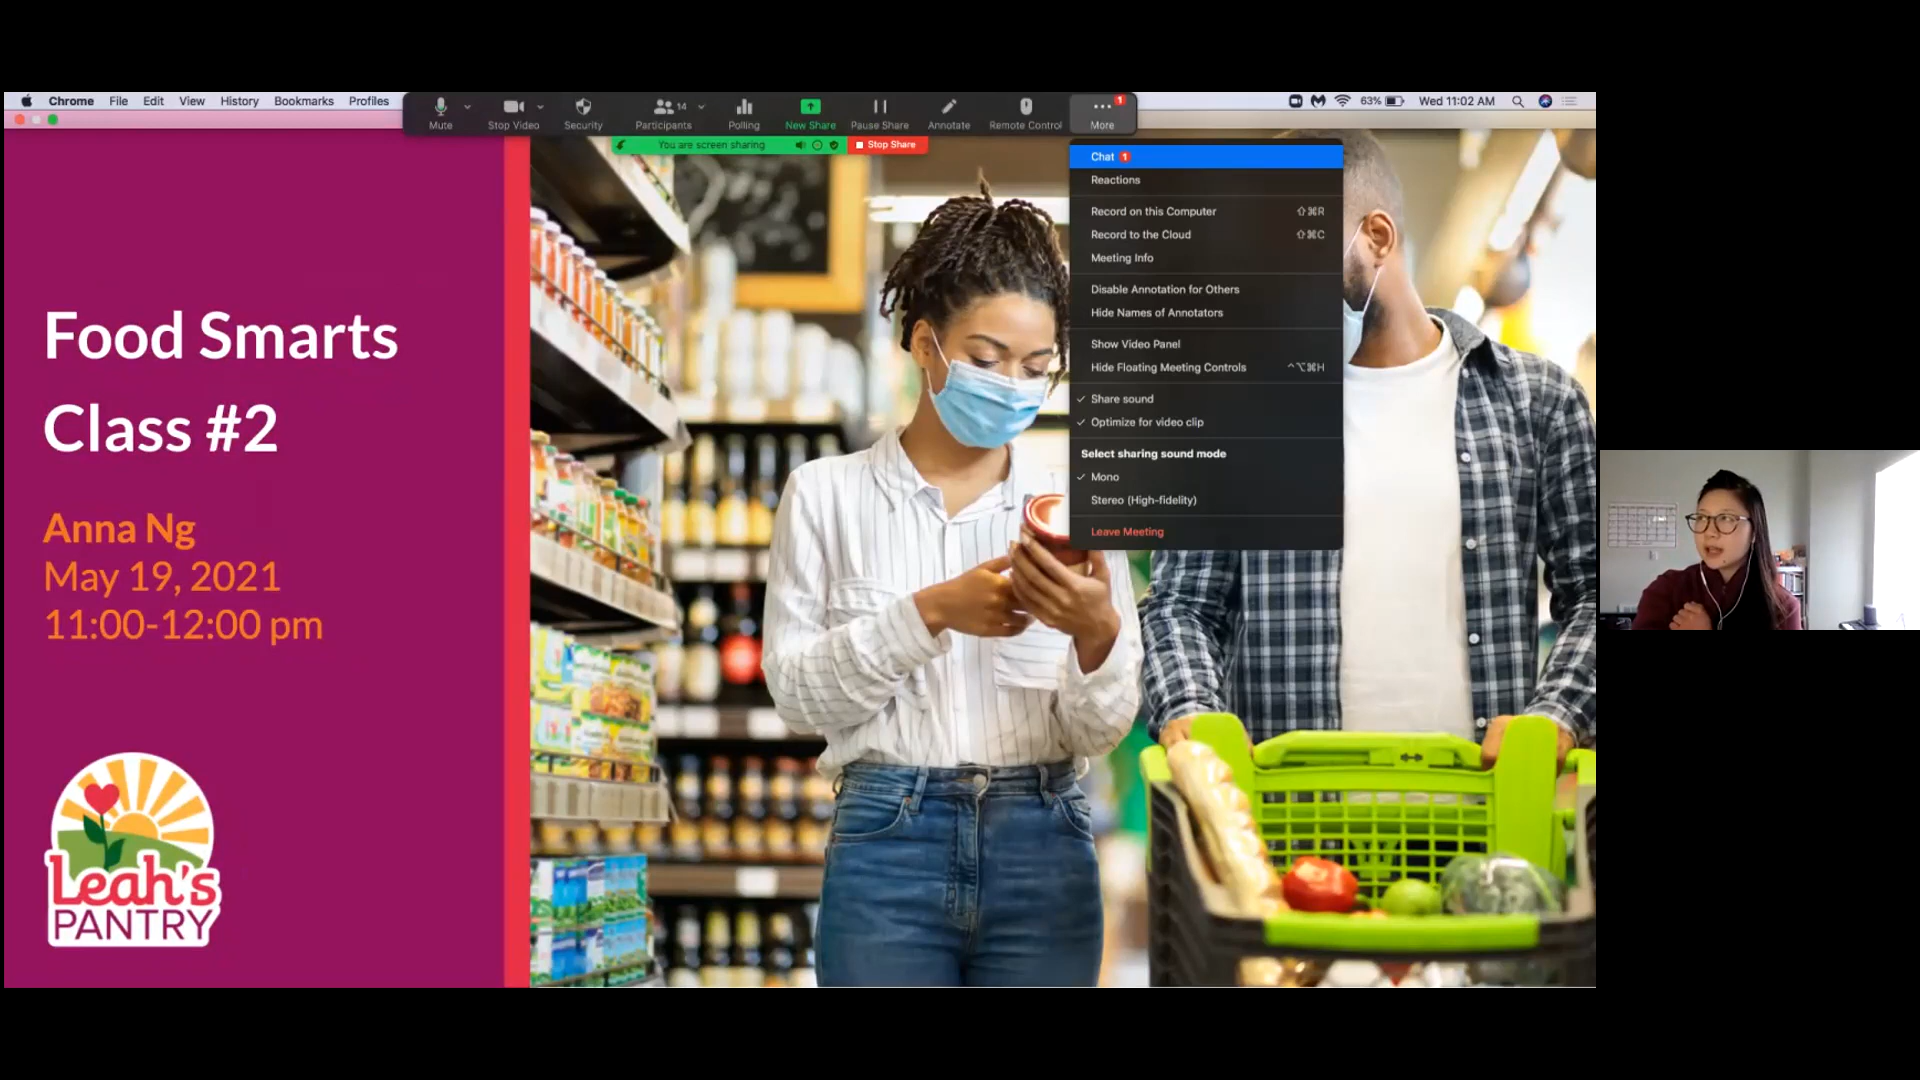 Chrome File Edit View History Bookmarks Profiles
63% Wed 11:02 AM
Mute
Stop Video
Security
14
Participants
Polling
New Share
Pause Share
Annotate
Remote Control
1
More
You are screen sharing
Stop Share
Chat 1
Reactions
Record on this Computer ⇧⌘R
Record to the Cloud ⇧⌘C
Meeting Info
Disable Annotation for Others
Hide Names of Annotators
Show Video Panel
Hide Floating Meeting Controls ^⌥⌘H
✓ Share sound
✓ Optimize for video clip
Select sharing sound mode
✓ Mono
Stereo (High-fidelity)
Leave Meeting
Food Smarts
Class #2
Anna Ng
May 19, 2021
11:00-12:00 pm
Leah's
PANTRY